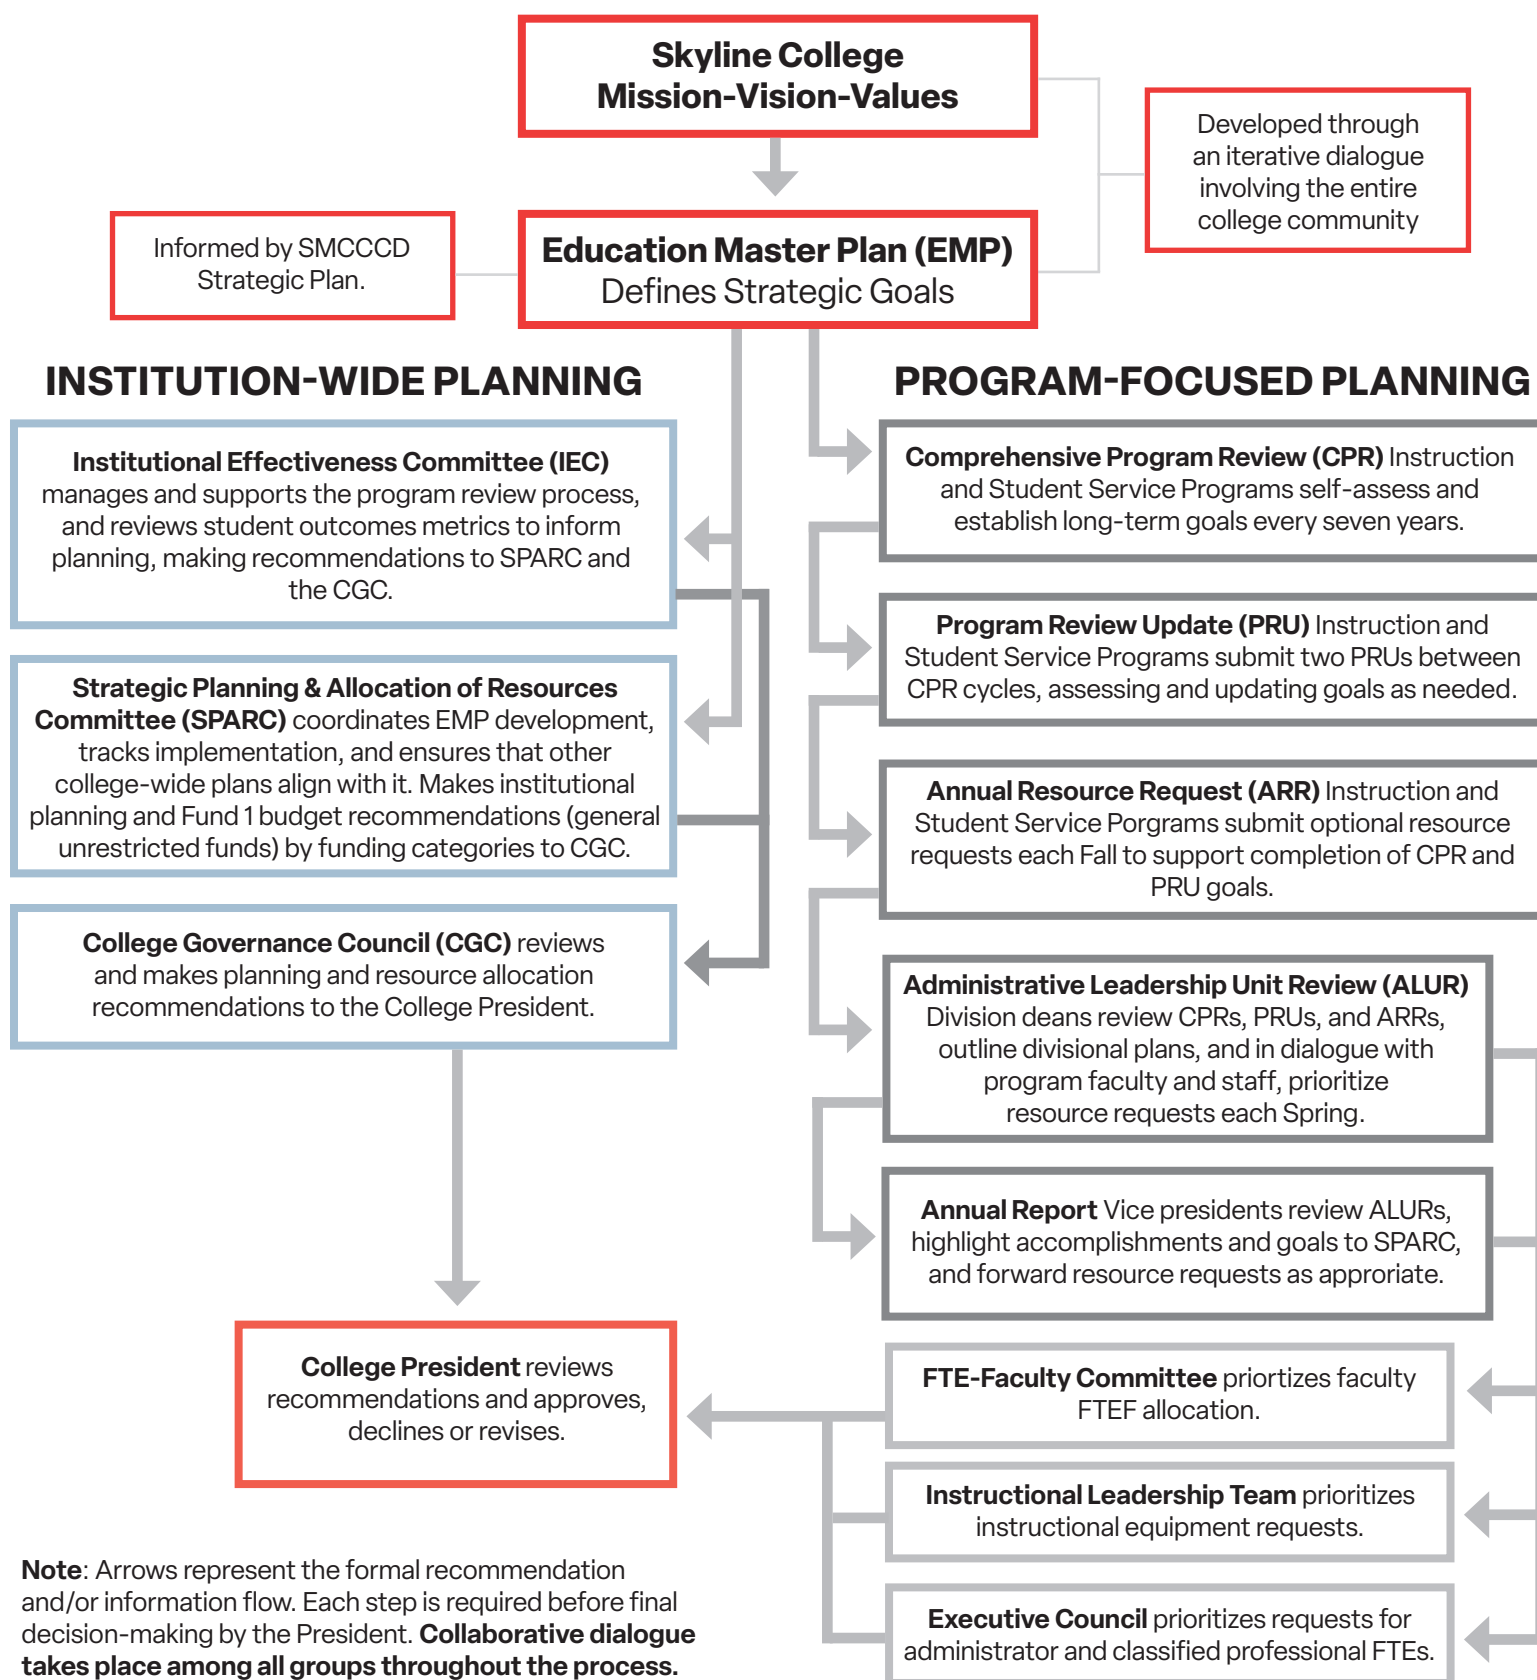 Skyline College
Mission-Vision-Values
Developed through
an iterative dialogue
involving the entire
college community
Informed by SMCCCD
Strategic Plan.
Education Master Plan (EMP)
Defines Strategic Goals
INSTITUTION-WIDE PLANNING
Institutional Effectiveness Committee (IEC)
manages and supports the program review process,
and reviews student outcomes metrics to inform
planning, making recommendations to SPARC and
the CGC.
Strategic Planning & Allocation of Resources
Committee (SPARC) coordinates EMP development,
tracks implementation, and ensures that other
college-wide plans align with it. Makes institutional
planning and Fund 1 budget recommendations (general
unrestricted funds) by funding categories to CGC.
College Governance Council (CGC) reviews
and makes planning and resource allocation
recommendations to the College President.
College President reviews
recommendations and approves,
declines or revises.
PROGRAM-FOCUSED PLANNING
Comprehensive Program Review (CPR) Instruction
and Student Service Programs self-assess and
establish long-term goals every seven years.
Program Review Update (PRU) Instruction and
Student Service Programs submit two PRUs between
CPR cycles, assessing and updating goals as needed.
Annual Resource Request (ARR) Instruction and
Student Service Porgrams submit optional resource
requests each Fall to support completion of CPR and
PRU goals.
Administrative Leadership Unit Review (ALUR)
Division deans review CPRs, PRUs, and ARRs,
outline divisional plans, and in dialogue with
program faculty and staff, prioritize
resource requests each Spring.
Annual Report Vice presidents review ALURs,
highlight accomplishments and goals to SPARC,
and forward resource requests as approriate.
FTE-Faculty Committee priortizes faculty
FTEF allocation.
Instructional Leadership Team prioritizes
instructional equipment requests.
Executive Council prioritizes requests for
administrator and classified professional FTEs.
Note: Arrows represent the formal recommendation
and/or information flow. Each step is required before final
decision-making by the President. Collaborative dialogue
takes place among all groups throughout the process.